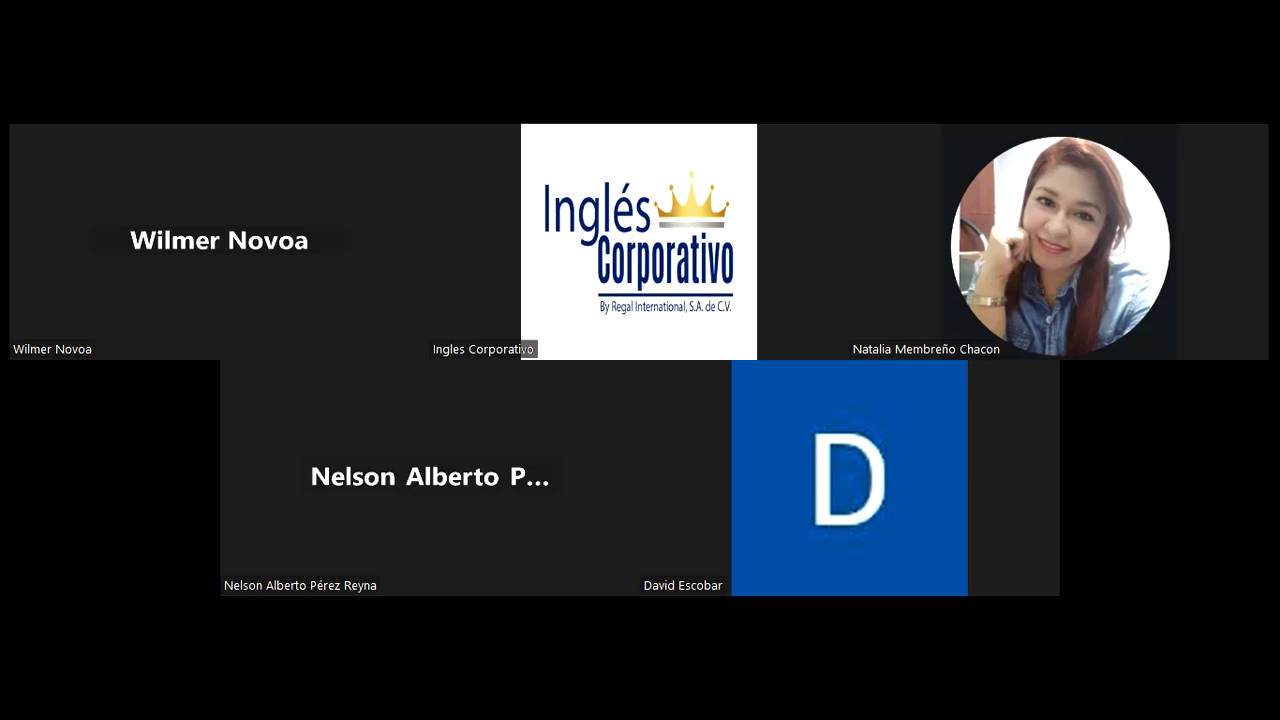 Wilmer Novoa
Wilmer Novoa
Inglés
Corporativo
By Regal International, S.A. de C.V.
Ingles Corporativo
Natalia Membreño Chacon
Nelson Alberto P...
Nelson Alberto Pérez Reyna
D
David Escobar